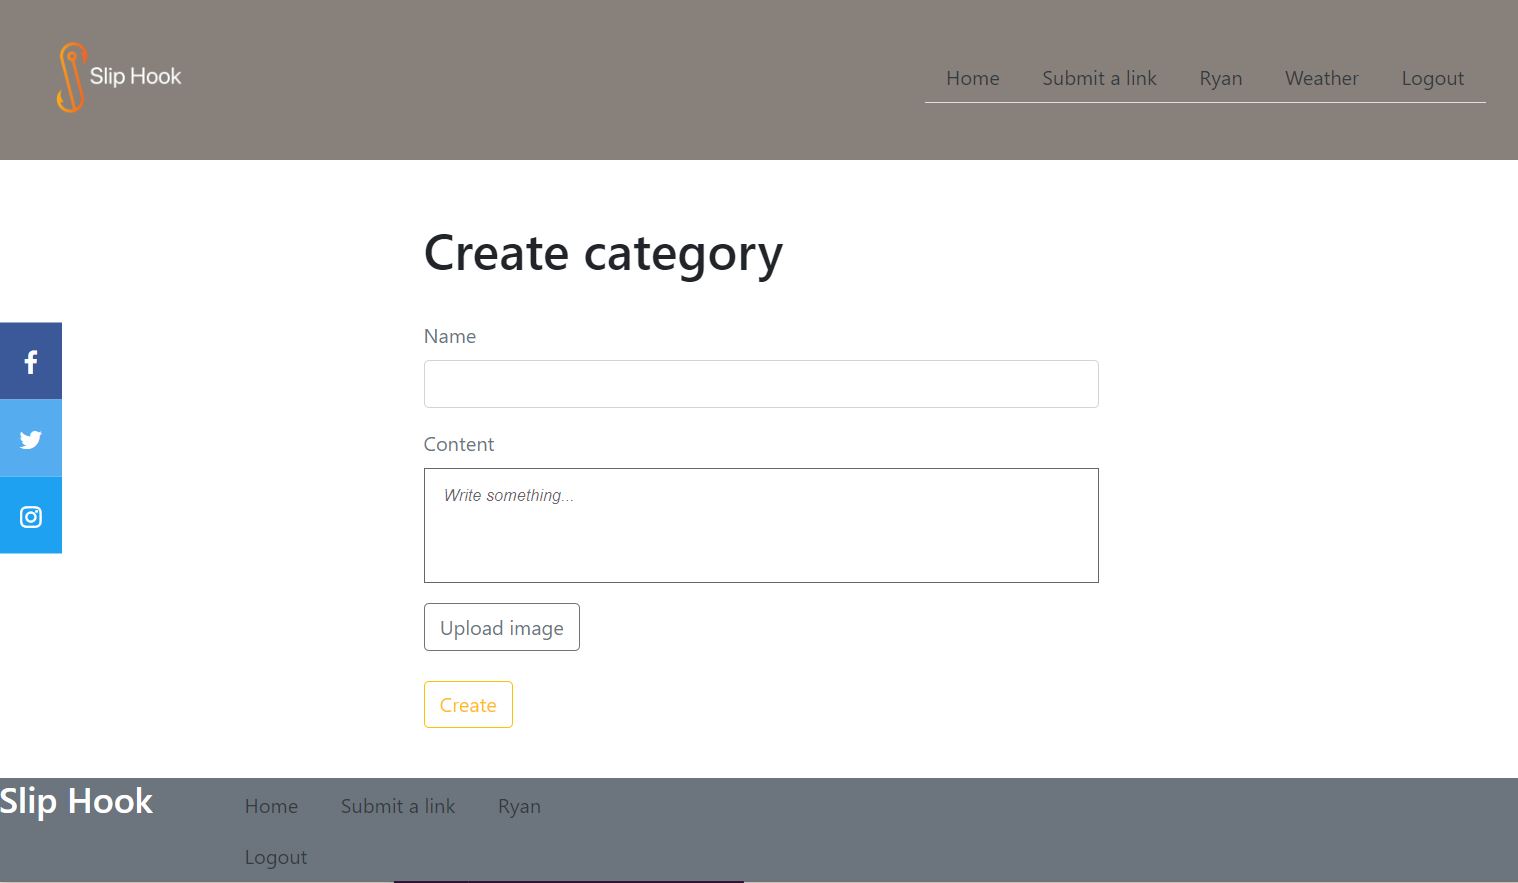 Slip Hook
Home Submit a link Ryan Weather Logout
Create category
Name
Content
Write something...
Upload image
Create
Slip Hook
Home Submit a link Ryan
Logout